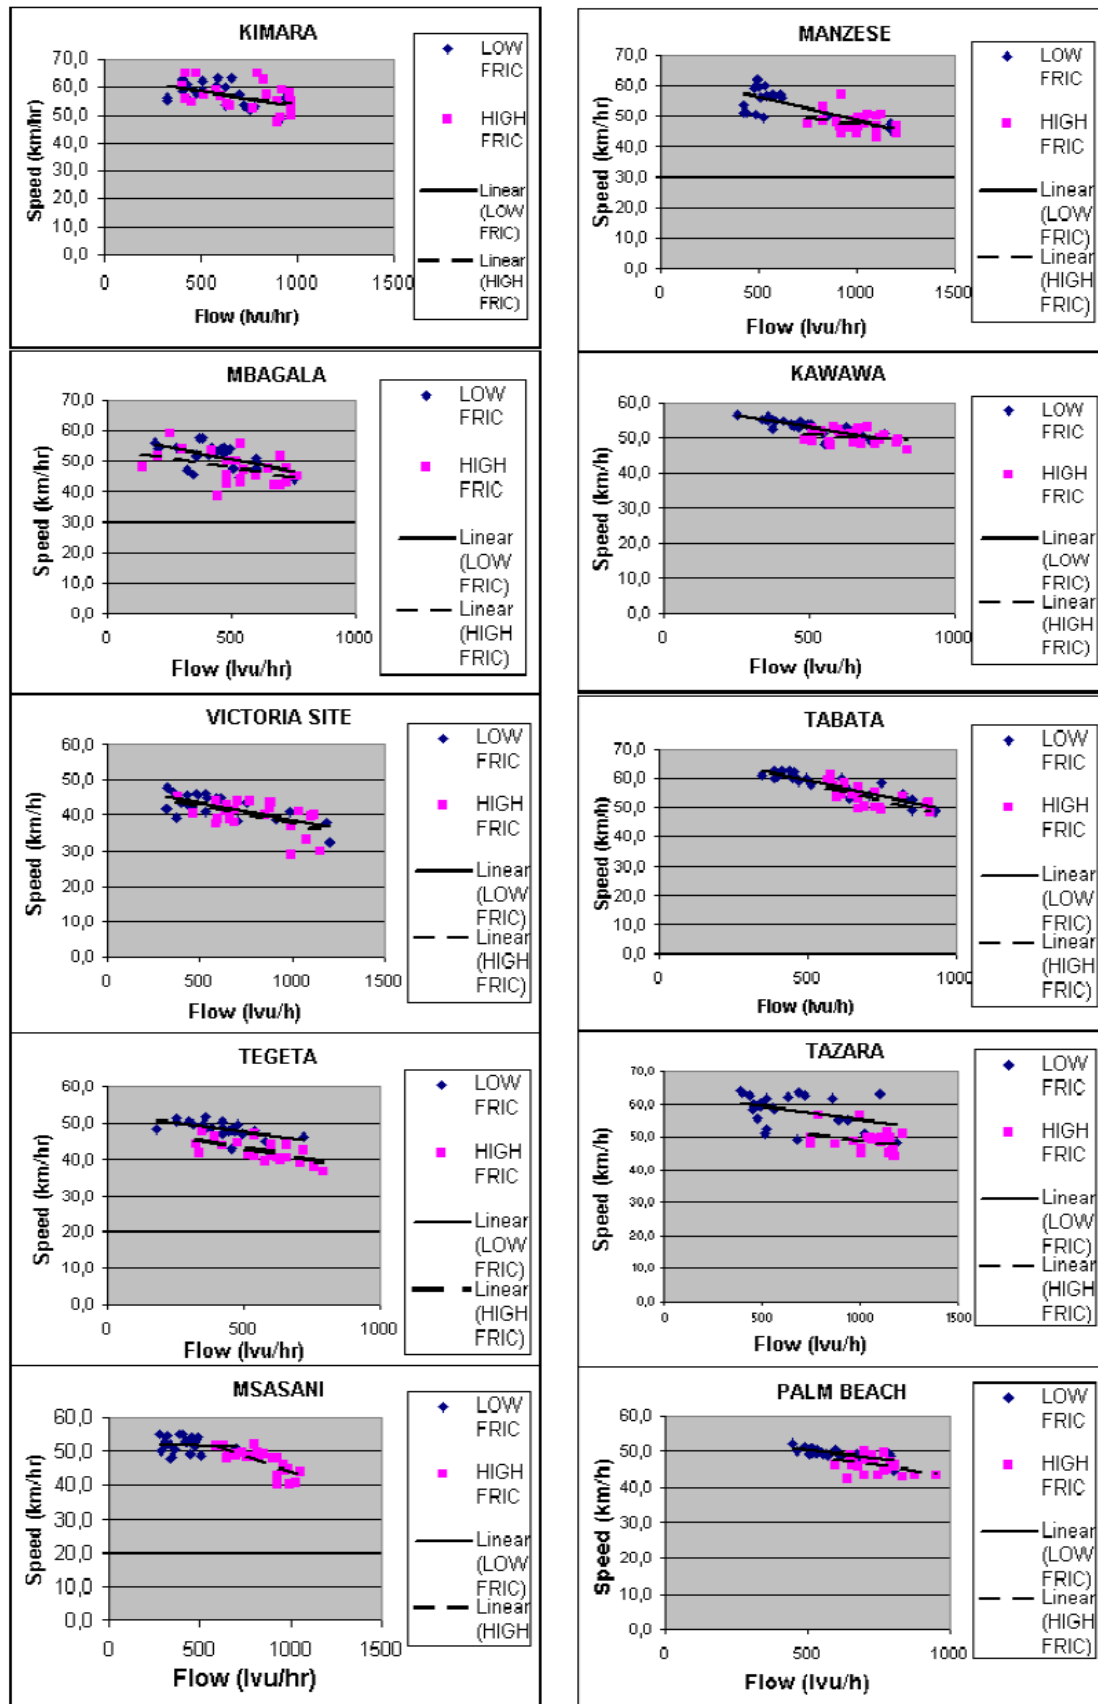 KIMARA
70,0
60,0
50,0
40,0
30,0
20,0
10,0
0,0
Speed (km/hr)
0 500 1000 1500
Flow (lvu/hr)
LOW
FRIC
HIGH
FRIC
Linear
(LOW
FRIC)
Linear
(HIGH
FRIC)
MANZESE
70,0
60,0
50,0
40,0
30,0
20,0
10,0
0,0
Speed (km/hr)
0 500 1000 1500
Flow (lvu/hr)
LOW
FRIC
HIGH
FRIC
Linear
(LOW
FRIC)
Linear
(HIGH
FRIC)
MBAGALA
70,0
60,0
50,0
40,0
30,0
20,0
10,0
0,0
Speed (km/hr)
0 500 1000
Flow (lvu/hr)
LOW
FRIC
HIGH
FRIC
Linear
(LOW
FRIC)
Linear
(HIGH
FRIC)
KAWAWA
60,0
50,0
40,0
30,0
20,0
10,0
0,0
Speed (km/h)
0 500 1000
Flow (lvu/h)
LOW
FRIC
HIGH
FRIC
Linear
(LOW
FRIC)
Linear
(HIGH
FRIC)
VICTORIA SITE
60,0
50,0
40,0
30,0
20,0
10,0
0,0
Speed (km/h)
0 500 1000 1500
Flow (lvu/h)
LOW
FRIC
HIGH
FRIC
Linear
(LOW
FRIC)
Linear
(HIGH
FRIC)
TABATA
70,0
60,0
50,0
40,0
30,0
20,0
10,0
0,0
Speed (km/h)
0 500 1000
Flow (lvu/h)
LOW
FRIC
HIGH
FRIC
Linear
(LOW
FRIC)
Linear
(HIGH
FRIC)
TEGETA
60,0
50,0
40,0
30,0
20,0
10,0
0,0
Speed (km/hr)
0 500 1000
Flow (lvu/hr)
LOW
FRIC
HIGH
FRIC
Linear
(LOW
FRIC)
Linear
(HIGH
FRIC)
TAZARA
70,0
60,0
50,0
40,0
30,0
20,0
10,0
0,0
Speed (km/h)
0 500 1000 1500
Flow (lvu/h)
LOW
FRIC
HIGH
FRIC
Linear
(LOW
FRIC)
Linear
(HIGH
FRIC)
MSASANI
60,0
50,0
40,0
30,0
20,0
10,0
0,0
Speed (km/hr)
0 500 1000 1500
Flow (lvu/hr)
LOW
FRIC
HIGH
FRIC
Linear
(LOW
FRIC)
Linear
(HIGH
PALM BEACH
60,0
50,0
40,0
30,0
20,0
10,0
0,0
Speed (km/h)
0 500 1000
Flow (lvu/h)
LOW
FRIC
HIGH
FRIC
Linear
(LOW
FRIC)
Linear
(HIGH
FRIC)